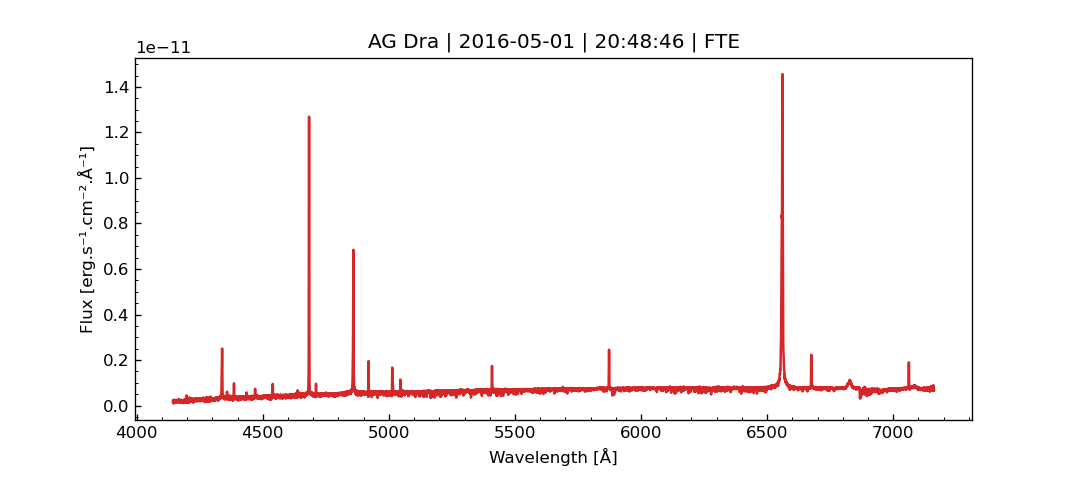 AG Dra | 2016-05-01 | 20:48:46 | FTE
1e−11
1.4
1.2
1.0
0.8
0.6
0.4
0.2
0.0
Flux [erg.s⁻¹.cm⁻².Å⁻¹]
4000 4500 5000 5500 6000 6500 7000
Wavelength [Å]